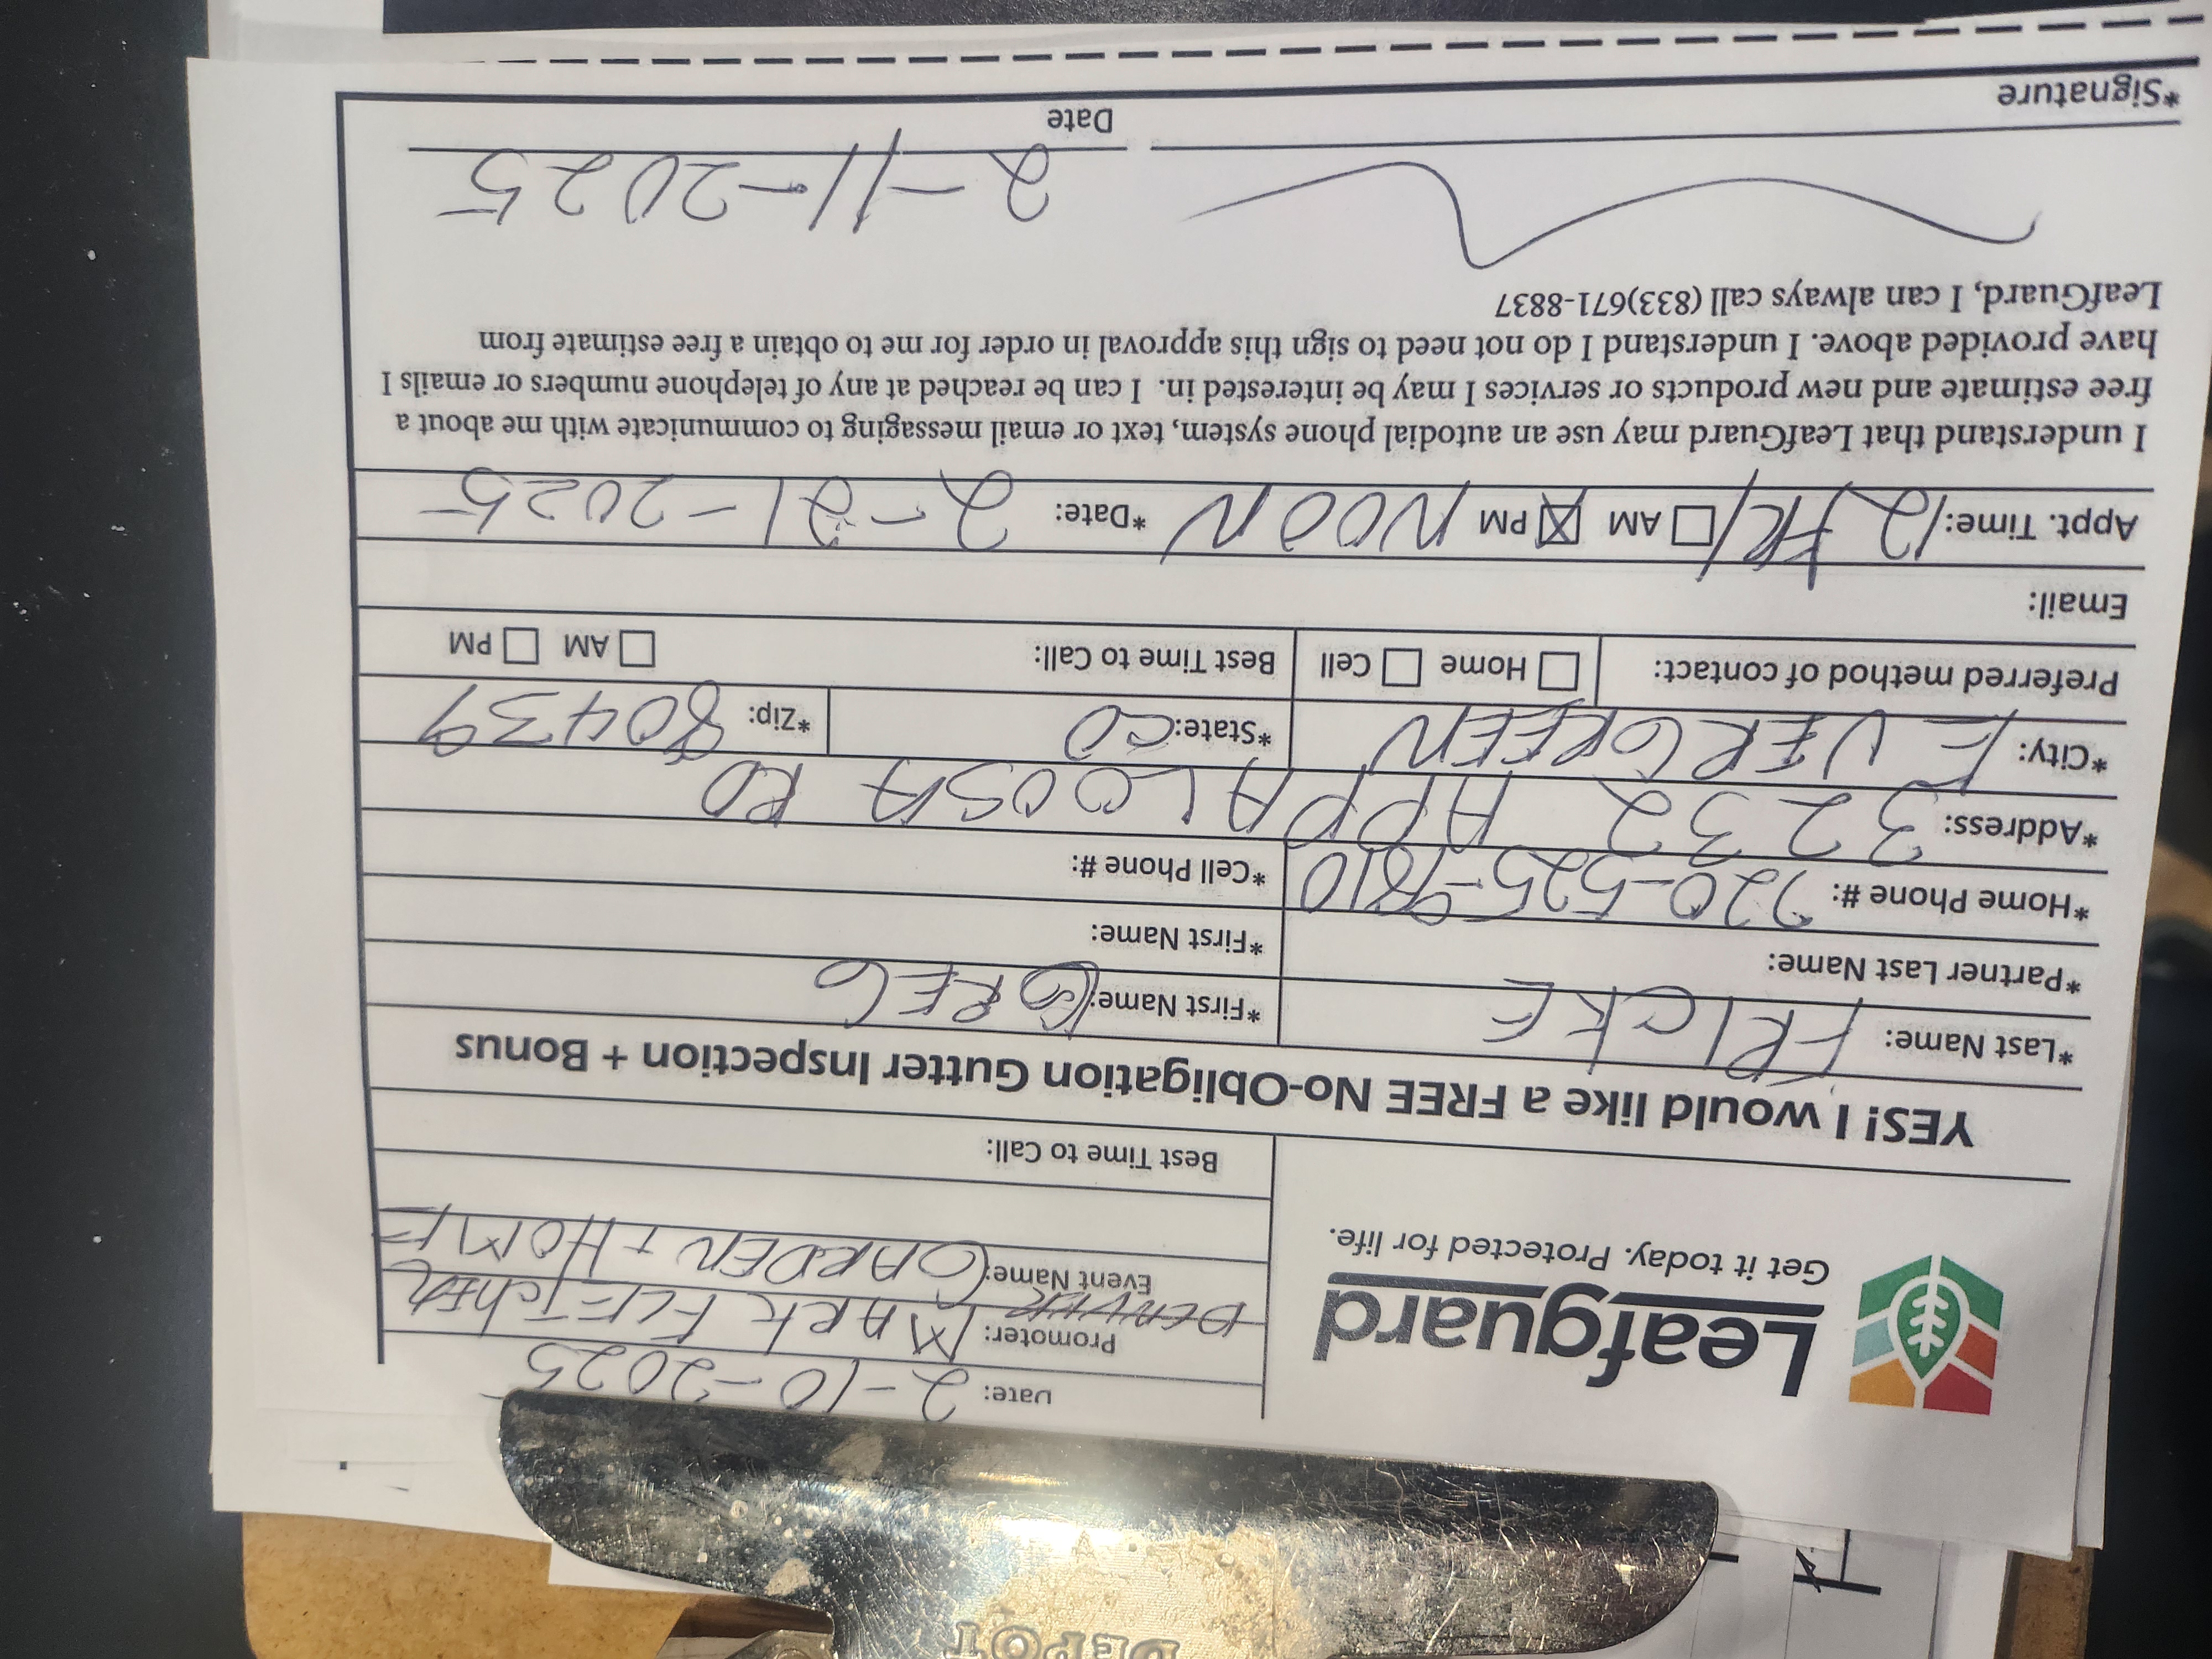 DEPOT
Date: 2-10-2025
Leafguard
Get it today. Protected for life.
Promoter: MARK FLETCHER
Event Name: GARDEN + HOME
Best Time to Call:
YES! I would like a FREE No-Obligation Gutter Inspection + Bonus
*Last Name: FRICKE *First Name: GREG
*Partner Last Name: *First Name:
*Home Phone #: 720-525-9810 *Cell Phone #:
*Address: 3232 APPALOOSA RD
*City: EVERGREEN *State: CO *Zip: 80439
Preferred method of contact: Home Cell Best Time to Call: AM PM
Email:
Appt. Time: 12 FRI AM PM NOON *Date: 2-21-2025
I understand that LeafGuard may use an autodial phone system, text or email messaging to communicate with me about a
free estimate and new products or services I may be interested in. I can be reached at any of telephone numbers or emails I
have provided above. I understand I do not need to sign this approval in order for me to obtain a free estimate from
LeafGuard, I can always call (833)671-8837
2-11-2025
*Signature Date